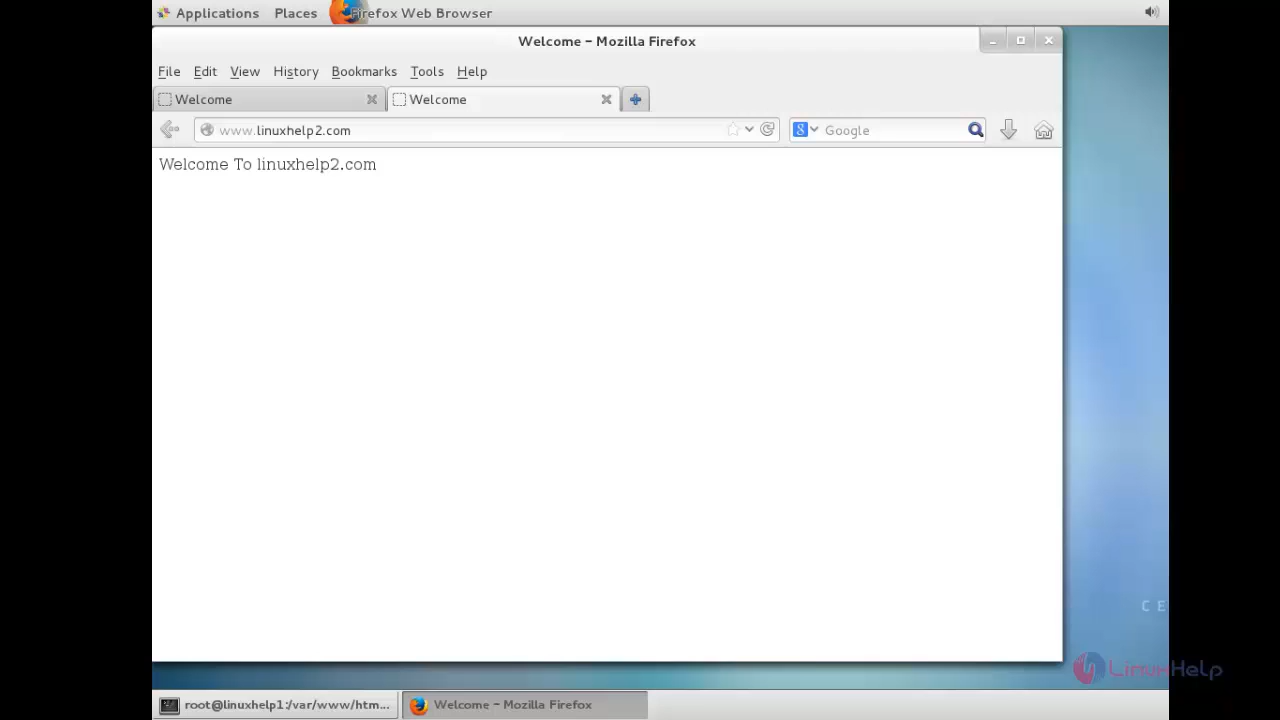 Applications Places Firefox Web Browser
Welcome - Mozilla Firefox
File Edit View History Bookmarks Tools Help
Welcome Welcome
www.linuxhelp2.com Google
Welcome To linuxhelp2.com
CE
LinuxHelp
root@linuxhelp1:/var/www/htm... Welcome - Mozilla Firefox